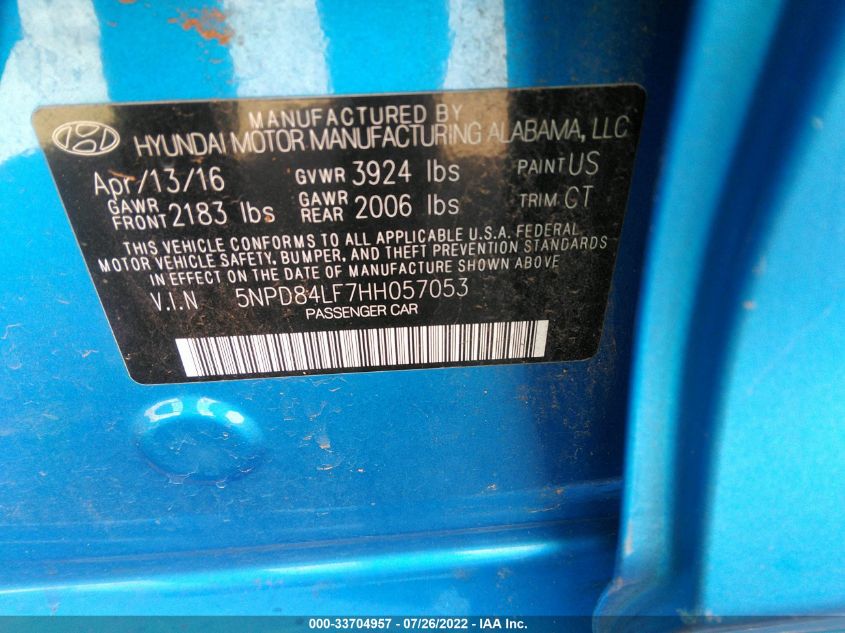 MANUFACTURED BY
HYUNDAI MOTOR MANUFACTURING ALABAMA, LLC
Apr/13/16 GVWR 3924 lbs PAINT US
GAWR FRONT 2183 lbs GAWR REAR 2006 lbs TRIM CT
THIS VEHICLE CONFORMS TO ALL APPLICABLE U.S.A. FEDERAL
MOTOR VEHICLE SAFETY, BUMPER, AND THEFT PREVENTION STANDARDS
IN EFFECT ON THE DATE OF MANUFACTURE SHOWN ABOVE.
V.I.N 5NPD84LF7HH057053
PASSENGER CAR
000-33704957 - 07/26/2022 - IAA Inc.